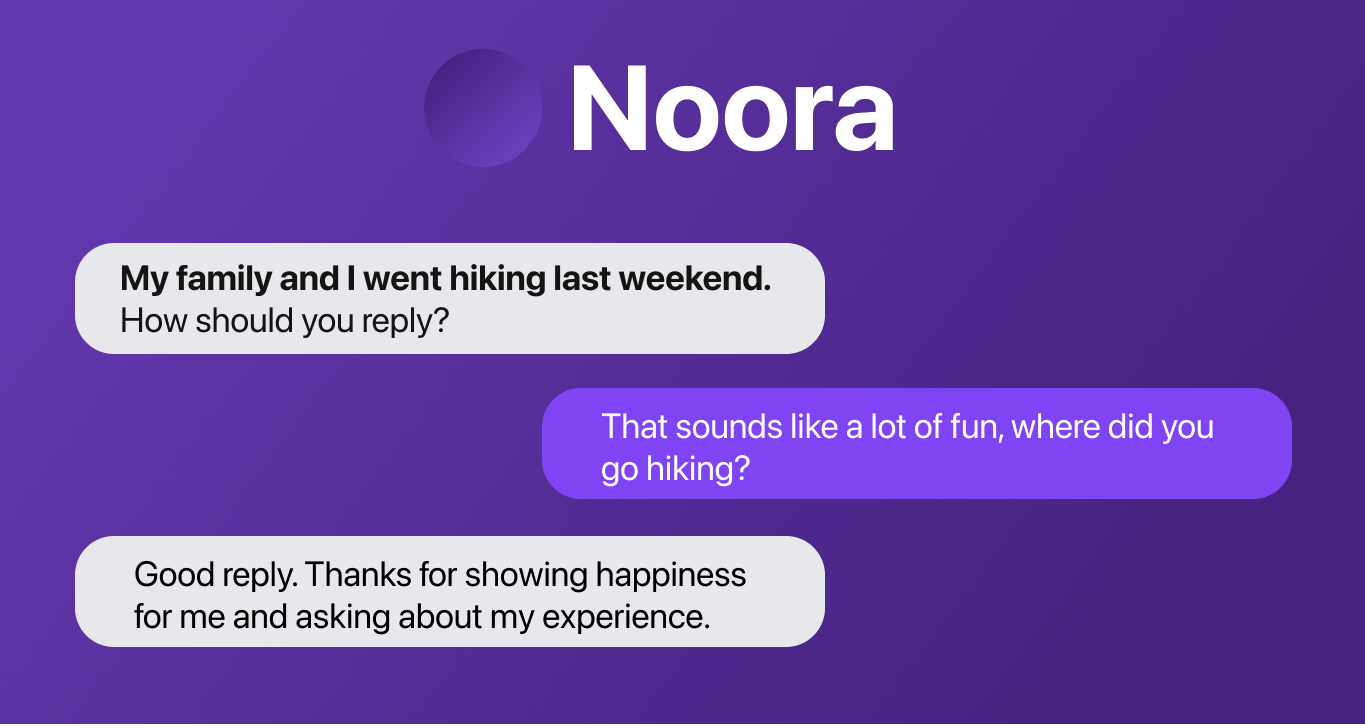 Noora
My family and I went hiking last weekend.
How should you reply?
That sounds like a lot of fun, where did you
go hiking?
Good reply. Thanks for showing happiness
for me and asking about my experience.